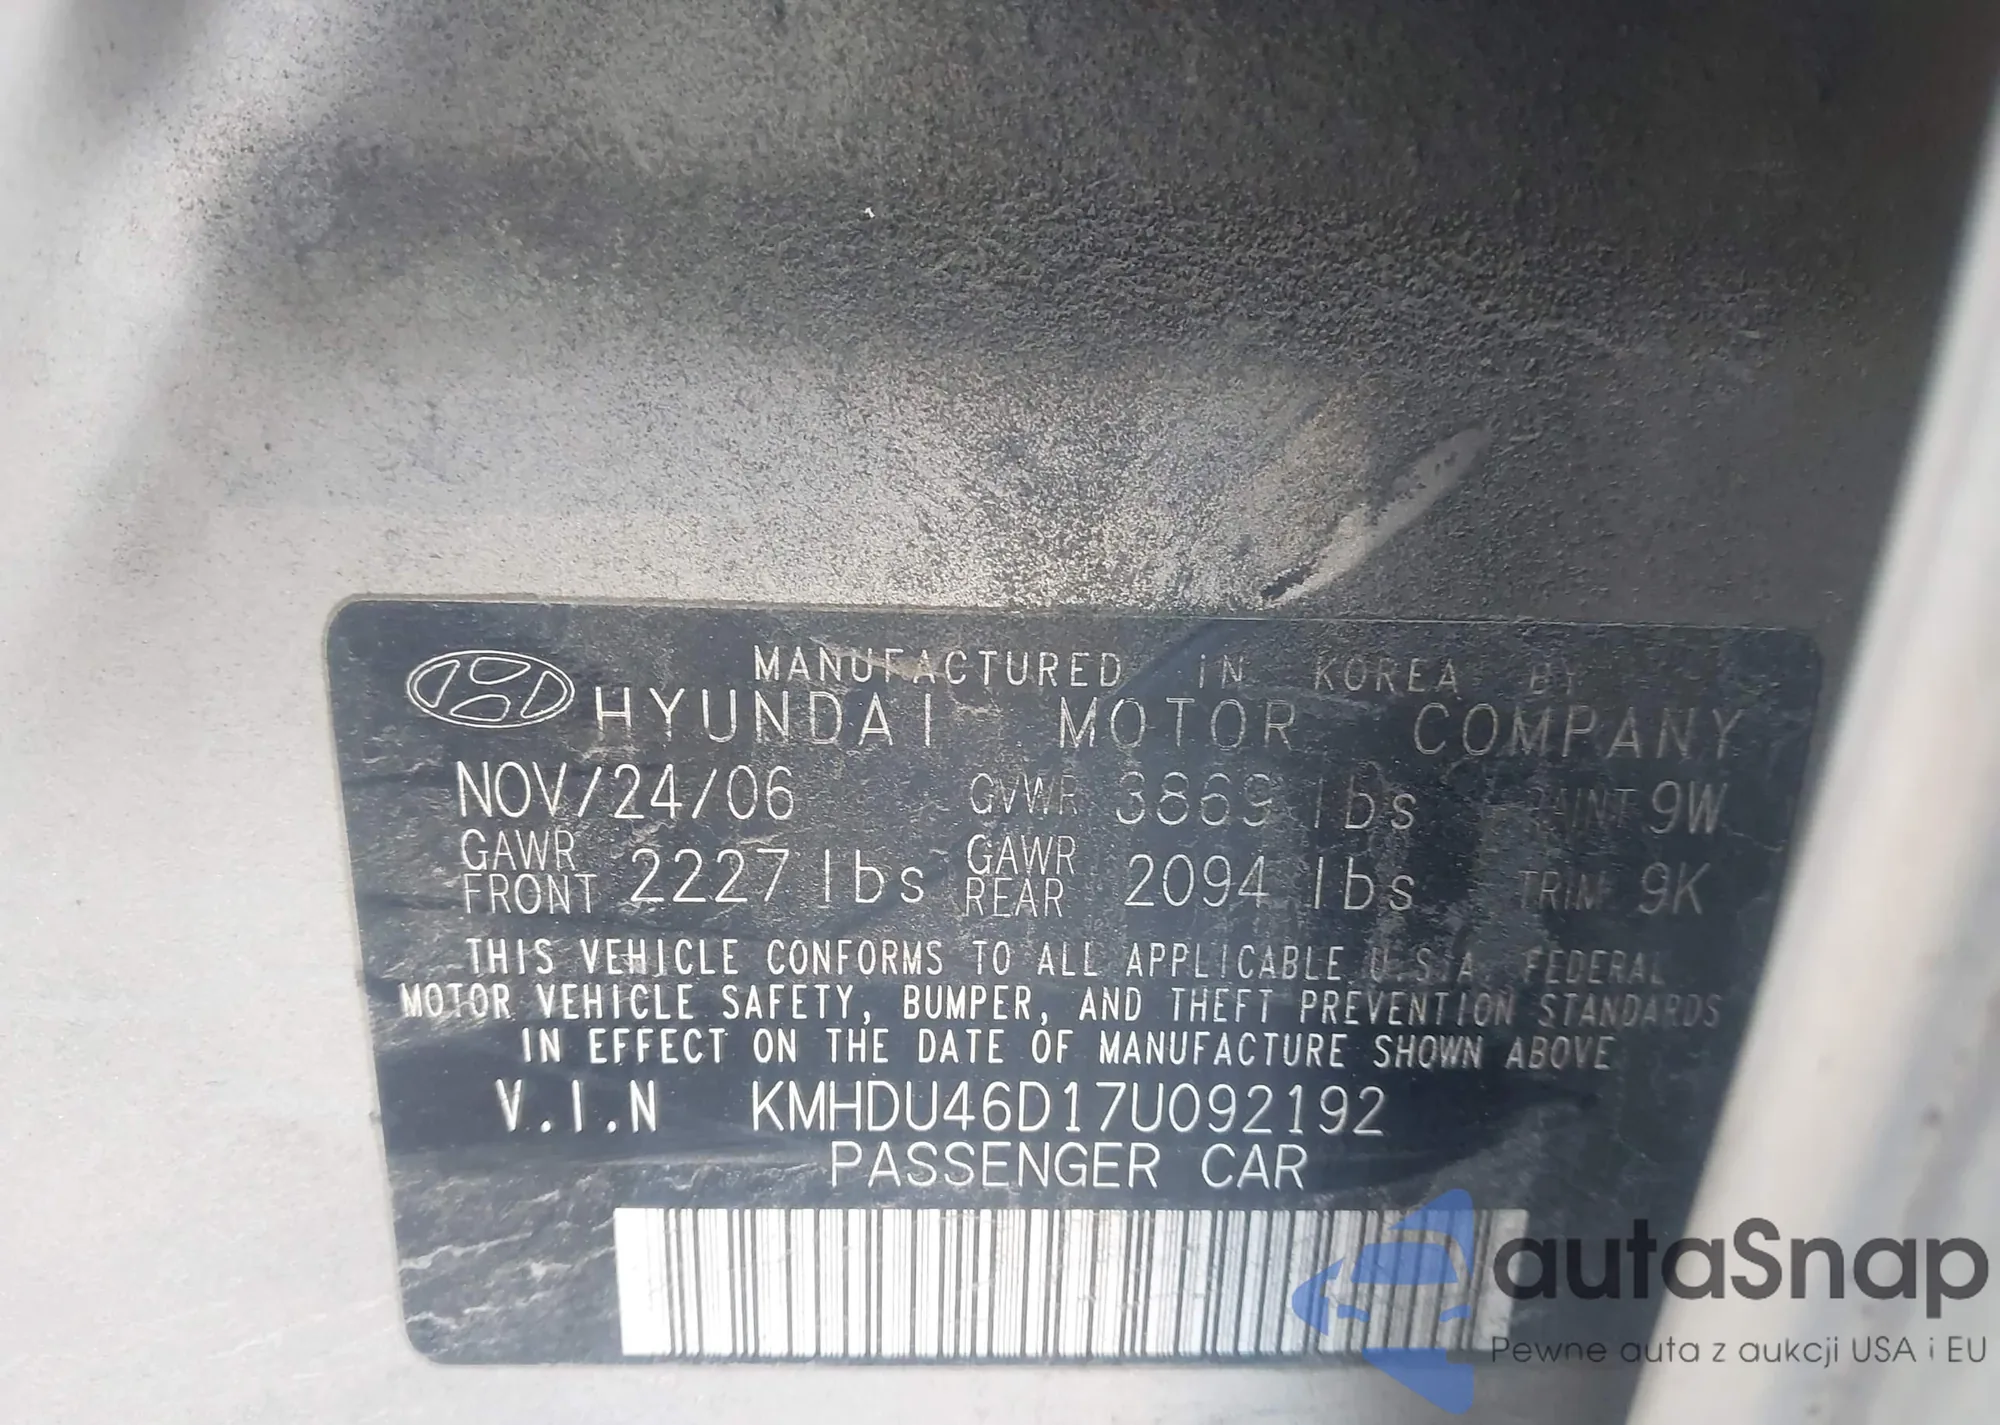 MANUFACTURED IN KOREA BY
HYUNDAI MOTOR COMPANY
NOV/24/06 GVWR 3869 lbs PAINT 9W
GAWR FRONT 2227 lbs GAWR REAR 2094 lbs TRIM 9K
THIS VEHICLE CONFORMS TO ALL APPLICABLE U.S.A. FEDERAL
MOTOR VEHICLE SAFETY, BUMPER, AND THEFT PREVENTION STANDARDS
IN EFFECT ON THE DATE OF MANUFACTURE SHOWN ABOVE
V.I.N KMHDU46D17U092192
PASSENGER CAR
autaSnap
Pewne auta z aukcji USA i EU